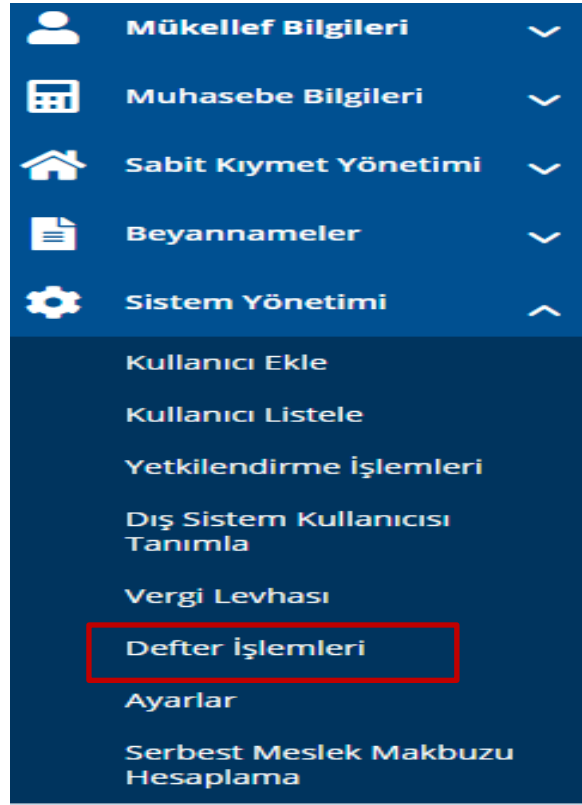 Mükellef Bilgileri
Muhasebe Bilgileri
Sabit Kıymet Yönetimi
Beyannameler
Sistem Yönetimi
Kullanıcı Ekle
Kullanıcı Listele
Yetkilendirme İşlemleri
Dış Sistem Kullanıcısı
Tanımla
Vergi Levhası
Defter İşlemleri
Ayarlar
Serbest Meslek Makbuzu
Hesaplama